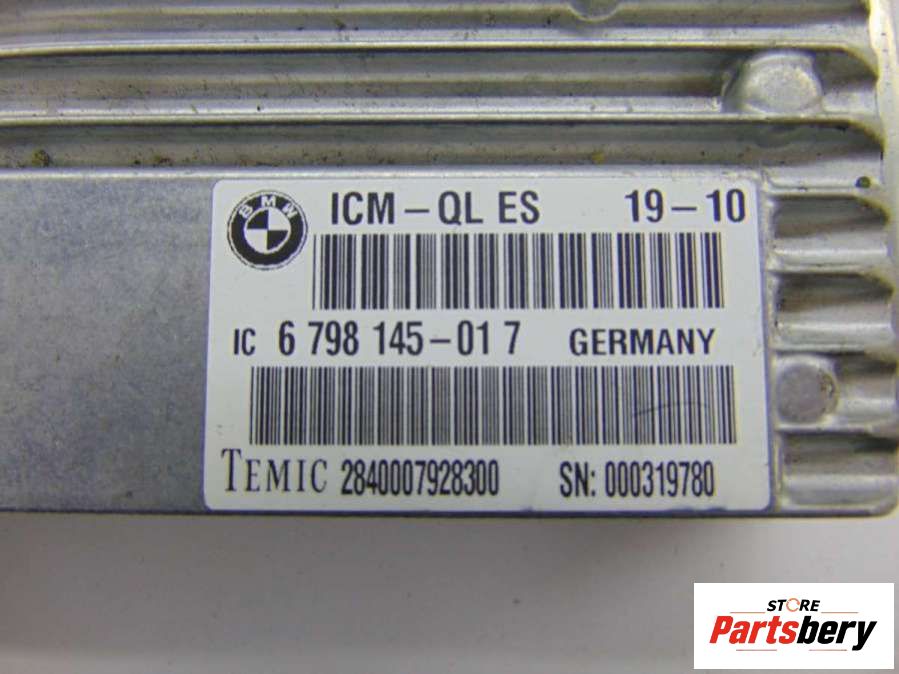 BMW
ICM – QL ES 19 – 10
IC 6 798 145 – 01 7 GERMANY
TEMIC 2840007928300 SN: 000319780
STORE
Partsbery